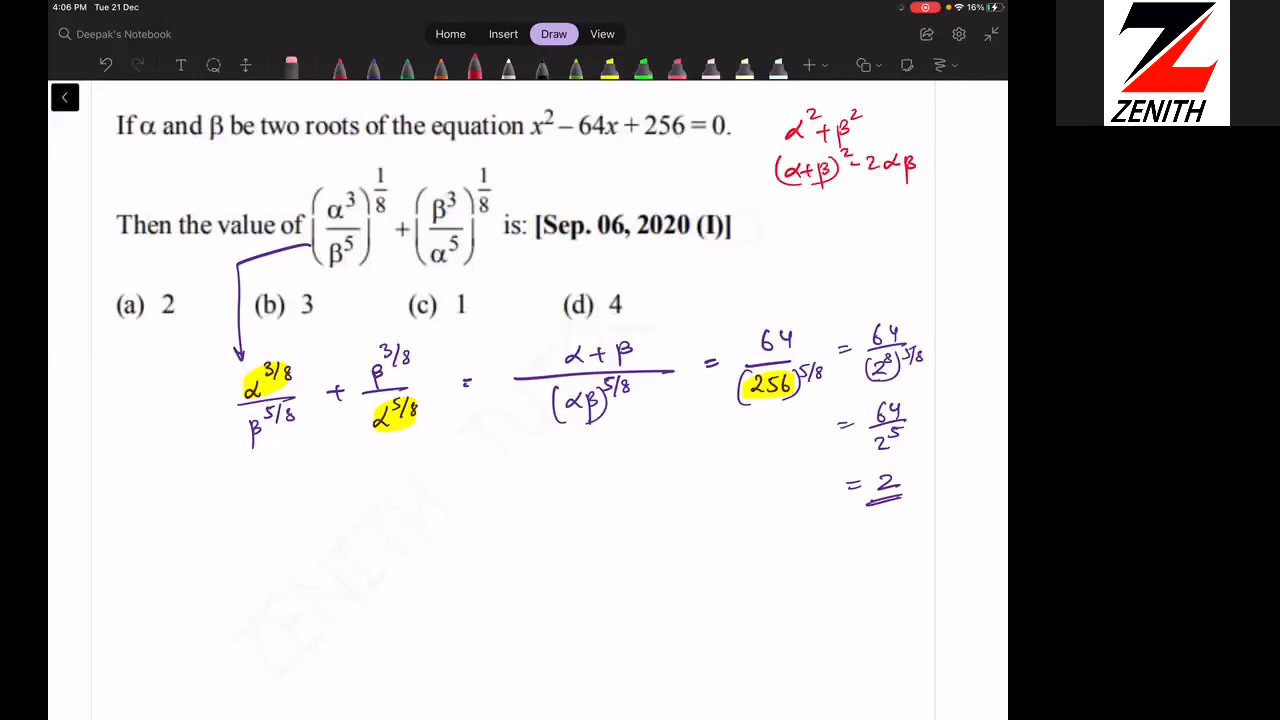 4:06 PM Tue 21 Dec
16%
Deepak's Notebook
Home Insert Draw View
ZENITH
If α and β be two roots of the equation x² – 64x + 256 = 0.
α² + β²
(α+β)² - 2αβ
Then the value of (α³/β⁵)^(1/8) + (β³/α⁵)^(1/8) is: [Sep. 06, 2020 (I)]
(a) 2 (b) 3 (c) 1 (d) 4
α^(3/8)/β^(5/8) + β^(3/8)/α^(5/8) = (α + β)/(αβ)^(5/8) = 64/(256)^(5/8) = 64/(2⁸)^(5/8)
= 64/2⁵
= 2